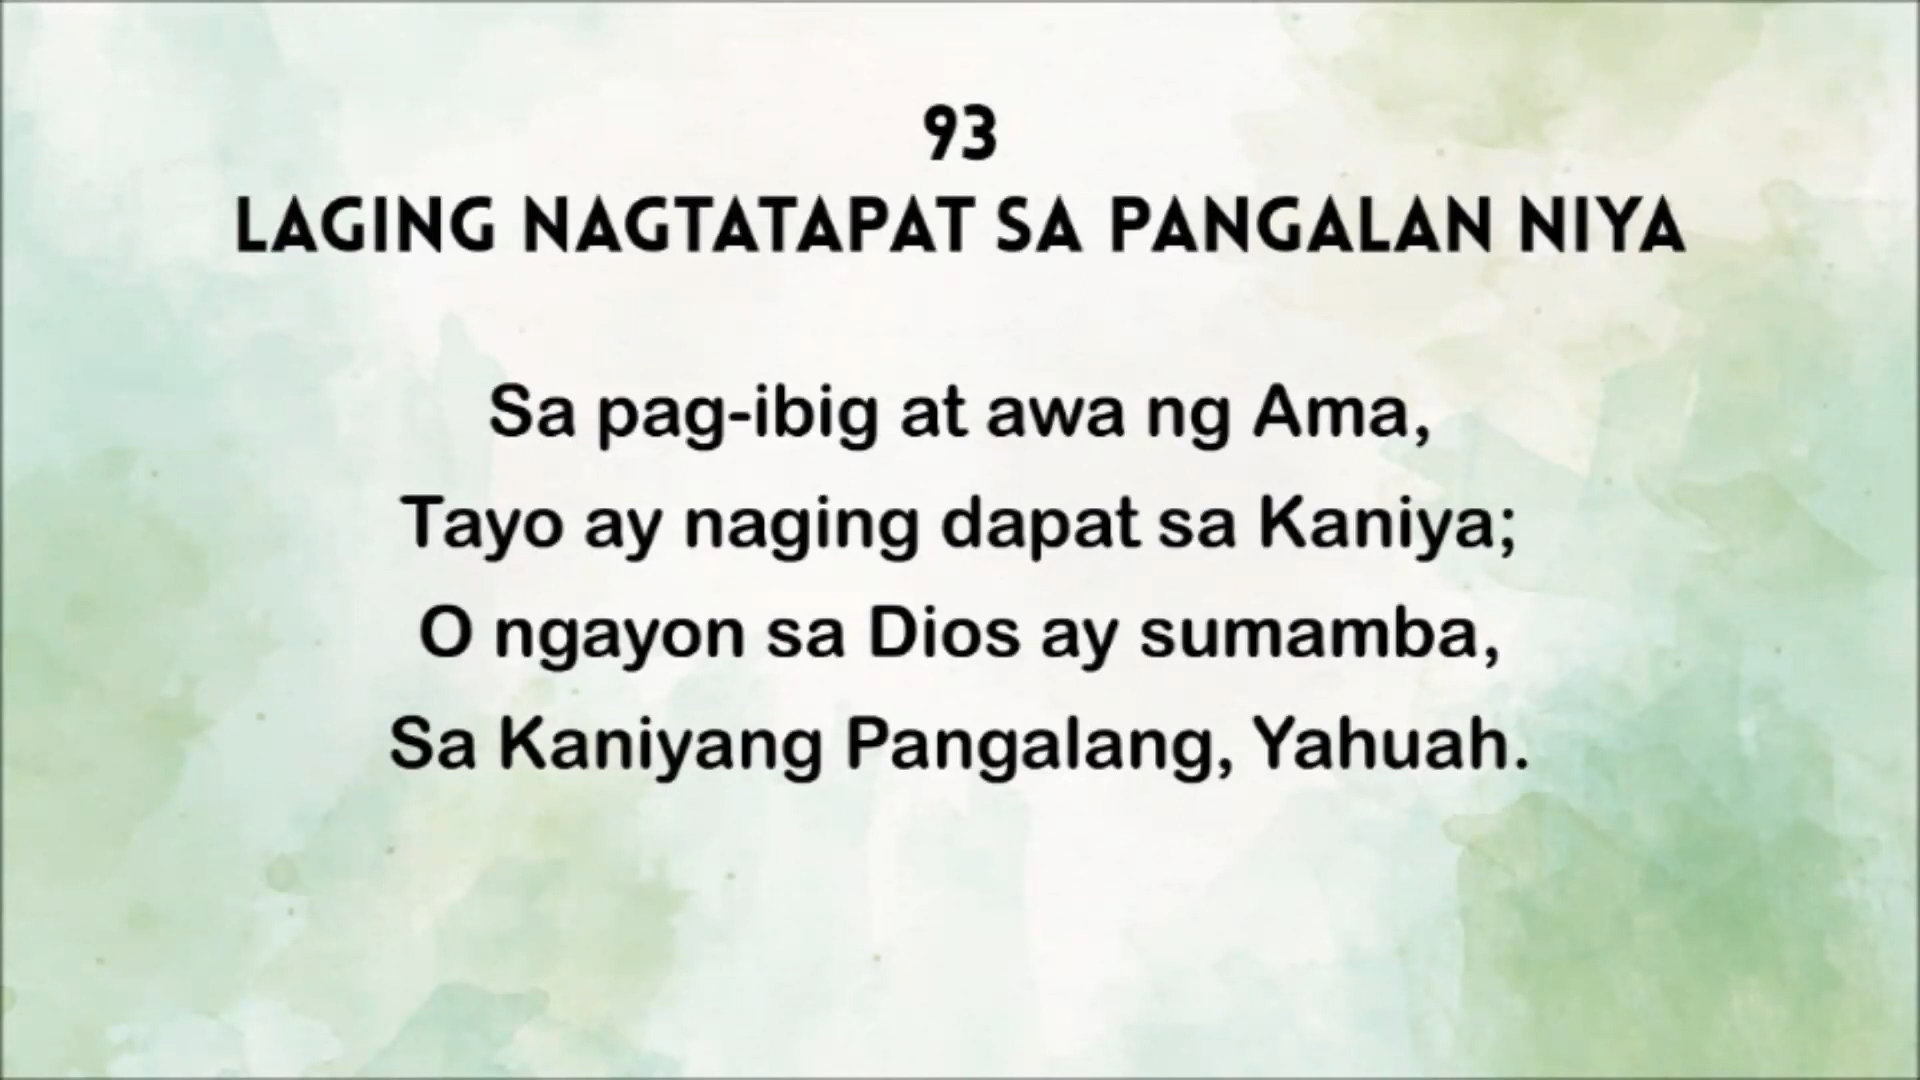 93
LAGING NAGTATAPAT SA PANGALAN NIYA
Sa pag-ibig at awa ng Ama,
Tayo ay naging dapat sa Kaniya;
O ngayon sa Dios ay sumamba,
Sa Kaniyang Pangalang, Yahuah.